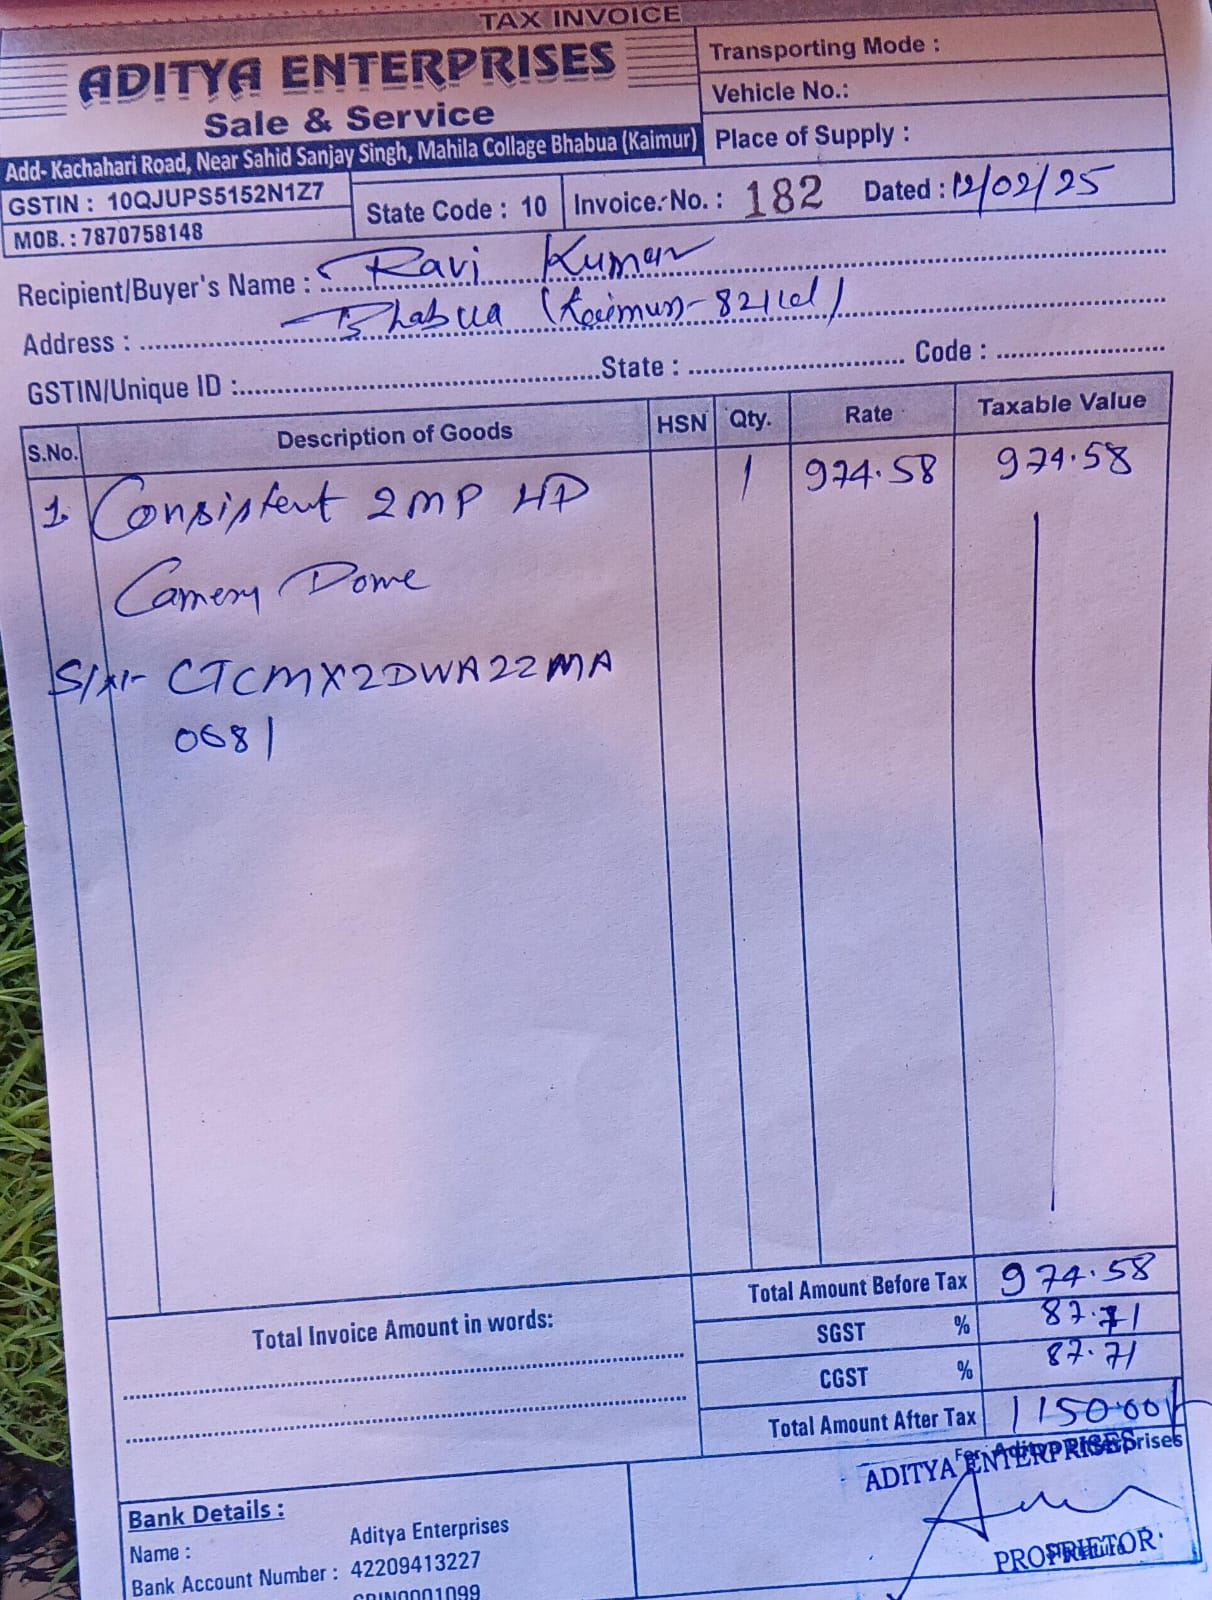 TAX INVOICE
ADITYA ENTERPRISES
Sale & Service
Add- Kachahari Road, Near Sahid Sanjay Singh, Mahila Collage Bhabua (Kaimur)
GSTIN : 10QJUPS5152N1Z7
MOB. : 7870758148
State Code : 10
Transporting Mode :
Vehicle No.:
Place of Supply :
Invoice. No. : 182 Dated : 12/02/25
Recipient/Buyer's Name : Ravi Kumar
Address : Bhabua (Kaimur)-
GSTIN/Unique ID : State : Code :
S.No. Description of Goods HSN Qty. Rate Taxable Value
1. Consistent 2MP HD 1 974.58 974.58
Dome
CTCMX2DWA22MA
0681
Total Amount Before Tax 974.58
Total Invoice Amount in words:
SGST % 87.71
CGST % 87.71
Total Amount After Tax 1150.00
For: Aditya Enterprises
ADITYA ENTERPRISES
PROPRIETOR
Bank Details :
Name : Aditya Enterprises
Bank Account Number : 42209413227